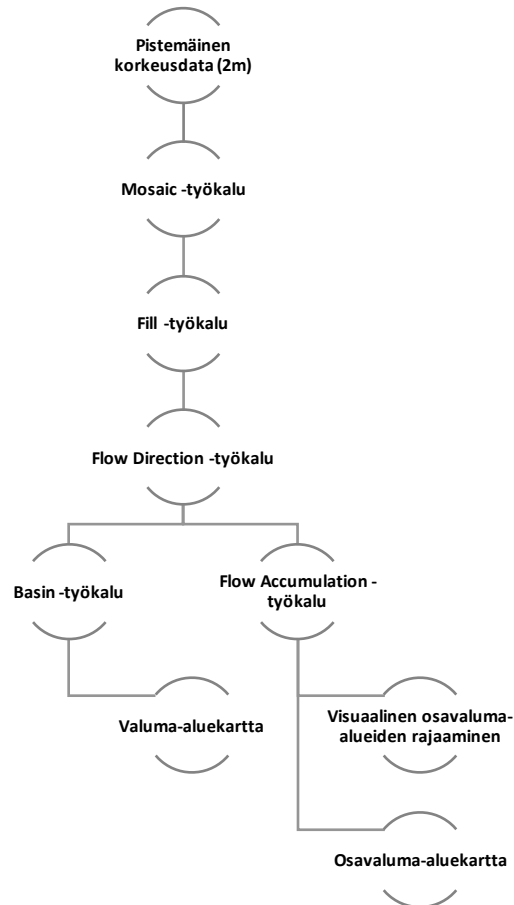 Pistemäinen
korkeusdata (2m)
Mosaic -työkalu
Fill -työkalu
Flow Direction -työkalu
Basin -työkalu
Flow Accumulation -
työkalu
Valuma-aluekartta
Visuaalinen osavaluma-
alueiden rajaaminen
Osavaluma-aluekartta